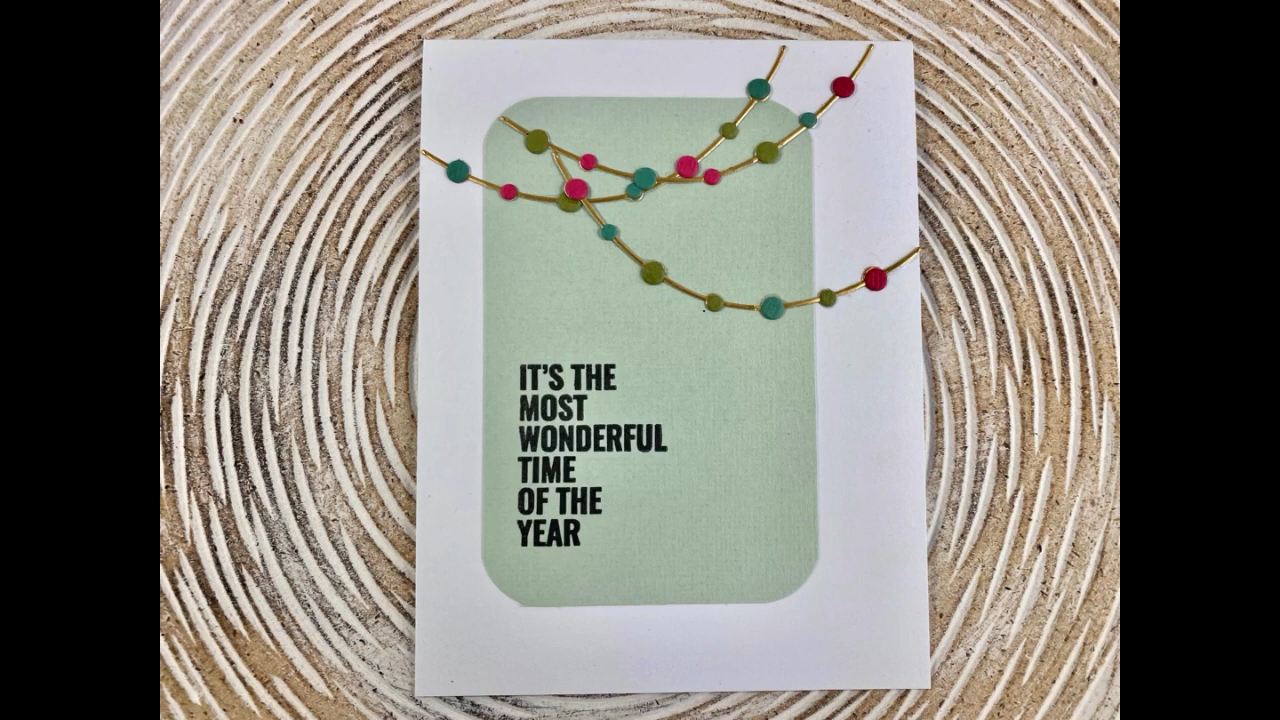 IT'S THE
MOST
WONDERFUL
TIME
OF THE
YEAR